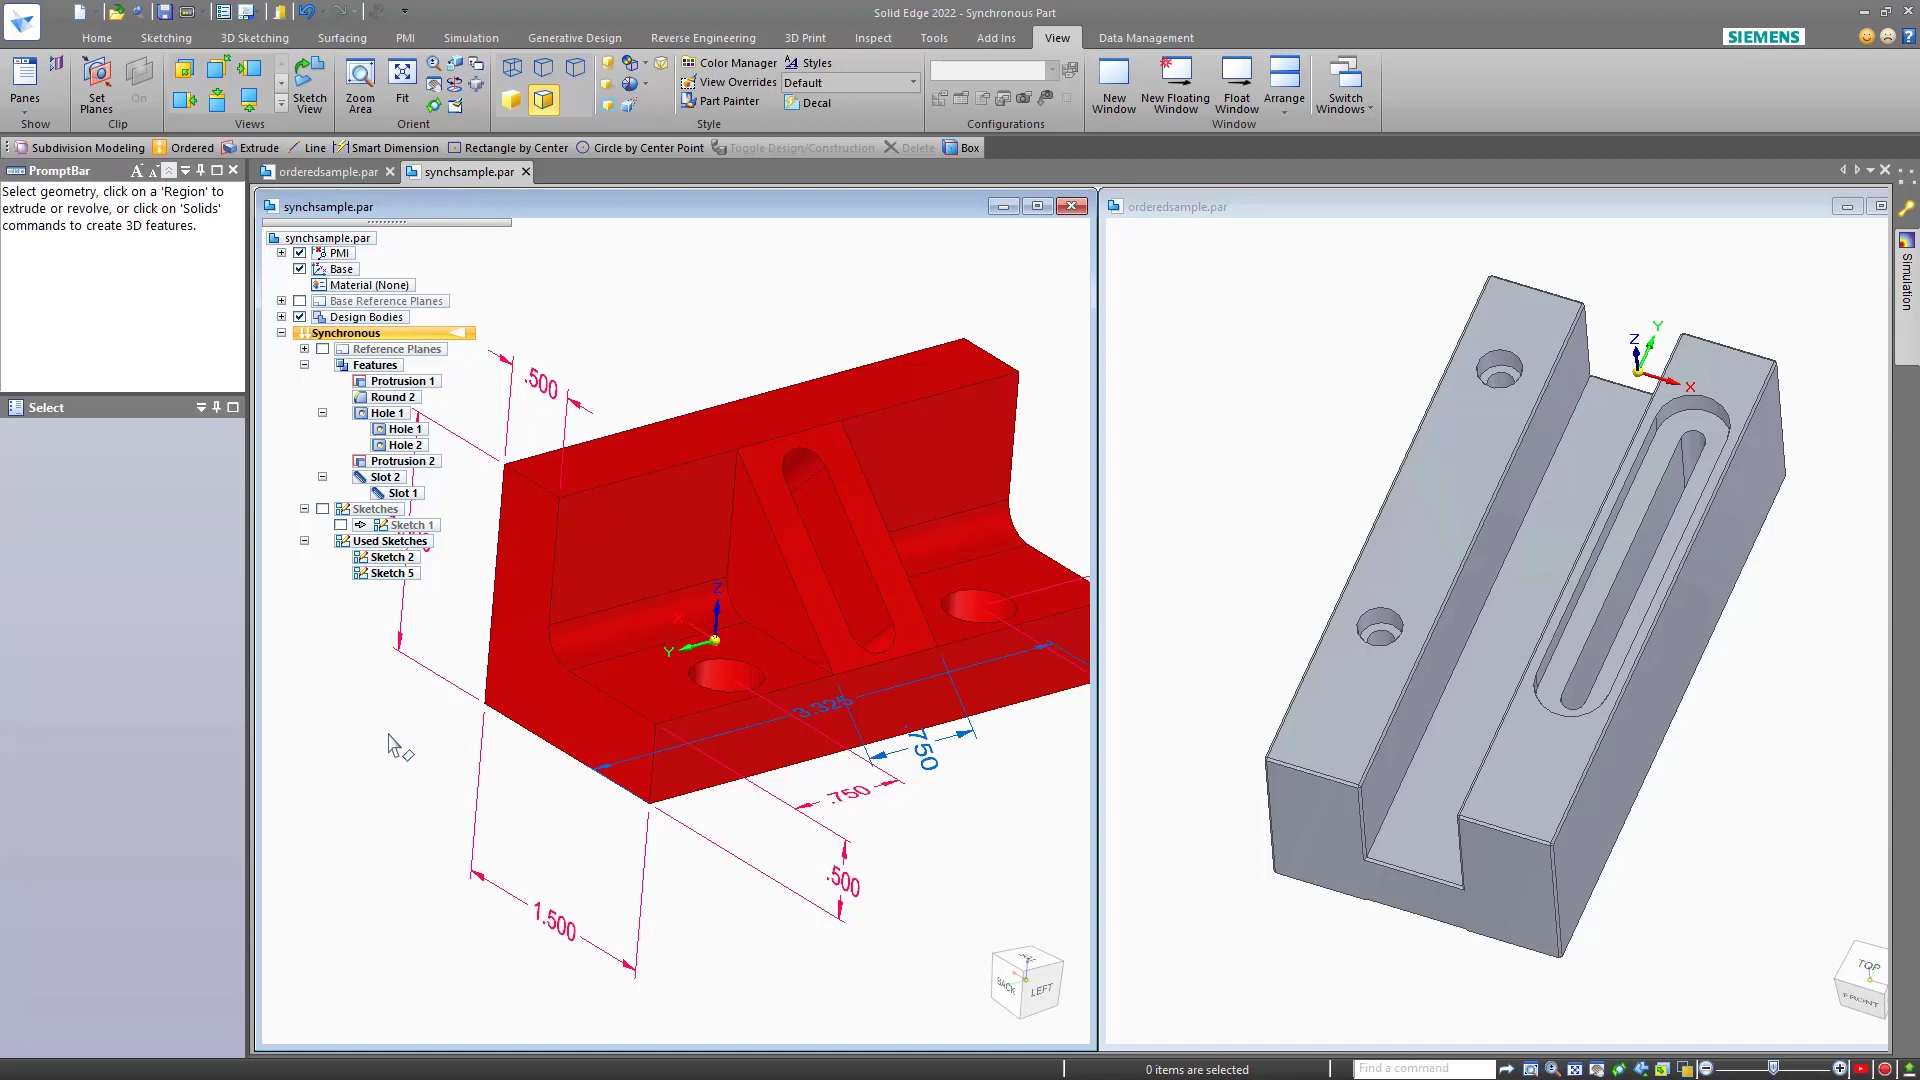 Solid Edge 2022 - Synchronous Part
Home
Sketching
3D Sketching
Surfacing
PMI
Simulation
Generative Design
Reverse Engineering
3D Print
Inspect
Tools
Add Ins
View
Data Management
SIEMENS
Panes
Show
Set Planes
On
Clip
Views
Sketch View
Zoom Area
Fit
Orient
Color Manager
Styles
View Overrides
Default
Part Painter
Decal
Style
Configurations
New Window
New Floating Window
Float Window
Arrange
Switch Windows
Window
Subdivision Modeling
Ordered
Extrude
Line
Smart Dimension
Rectangle by Center
Circle by Center Point
Toggle Design/Construction
Delete
Box
PromptBar
Select geometry, click on a 'Region' to
extrude or revolve, or click on 'Solids'
commands to create 3D features.
Select
orderedsample.par
synchsample.par
synchsample.par
orderedsample.par
synchsample.par
PMI
Base
Material (None)
Base Reference Planes
Design Bodies
Synchronous
Reference Planes
Features
Protrusion 1
Round 2
Hole 1
Hole 1
Hole 2
Protrusion 2
Slot 2
Slot 1
Sketches
Sketch 1
Used Sketches
Sketch 2
Sketch 5
.500
3.325
.750
.750
.500
1.500
Z
Y
X
Z
Y
X
BACK
LEFT
TOP
FRONT
Simulation
0 items are selected
Find a command